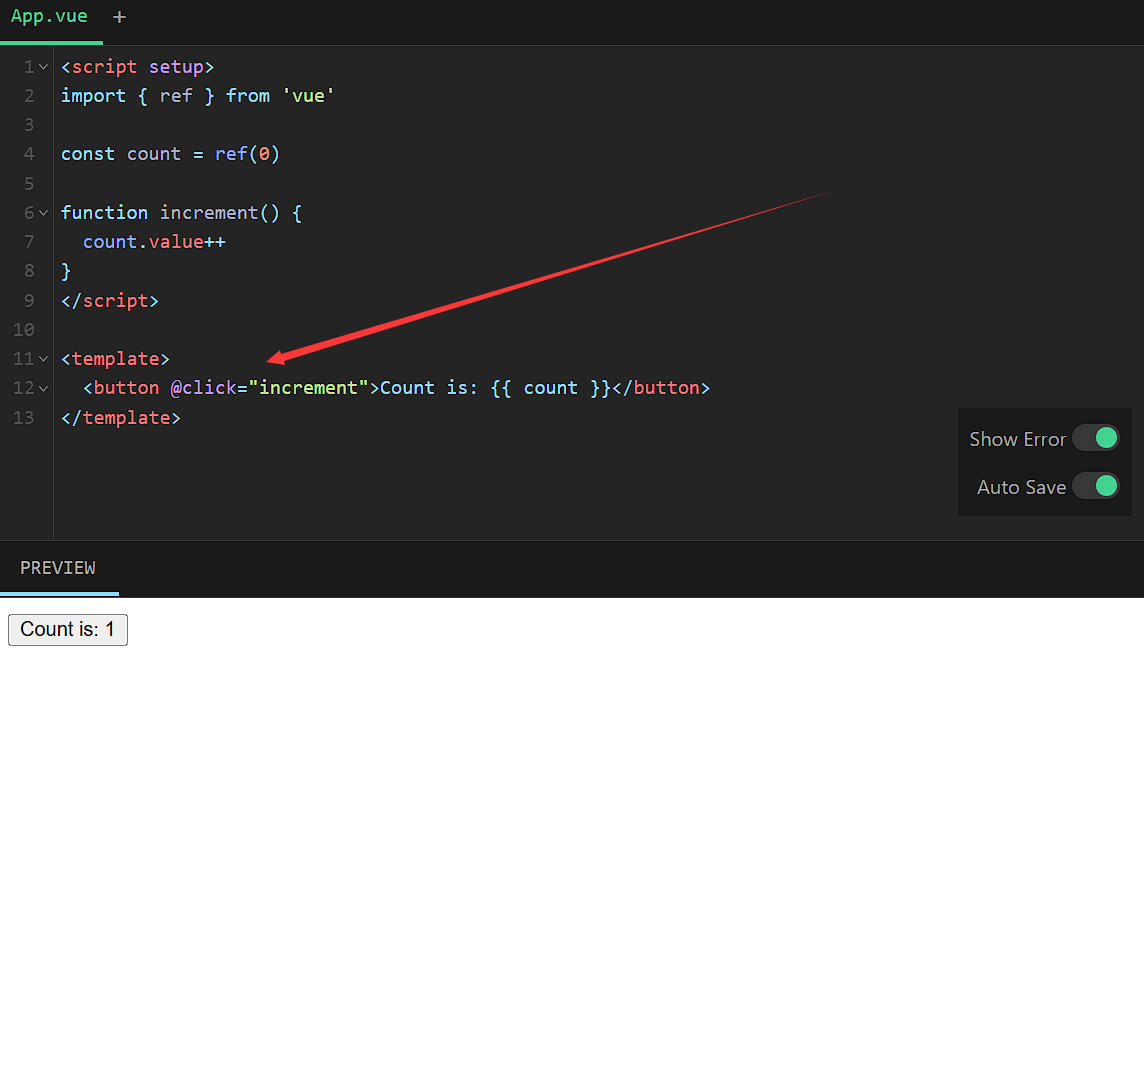 App.vue +
1 <script setup>
2 import { ref } from 'vue'
3
4 const count = ref(0)
5
6 function increment() {
7   count.value++
8 }
9 </script>
10
11 <template>
12   <button @click="increment">Count is: {{ count }}</button>
13 </template>
Show Error
Auto Save
PREVIEW
Count is: 1